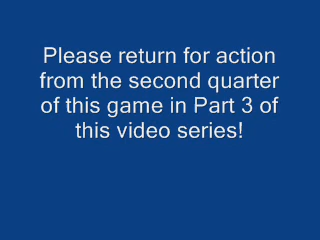 Please return for action
from the second quarter
of this game in Part 3 of
this video series!